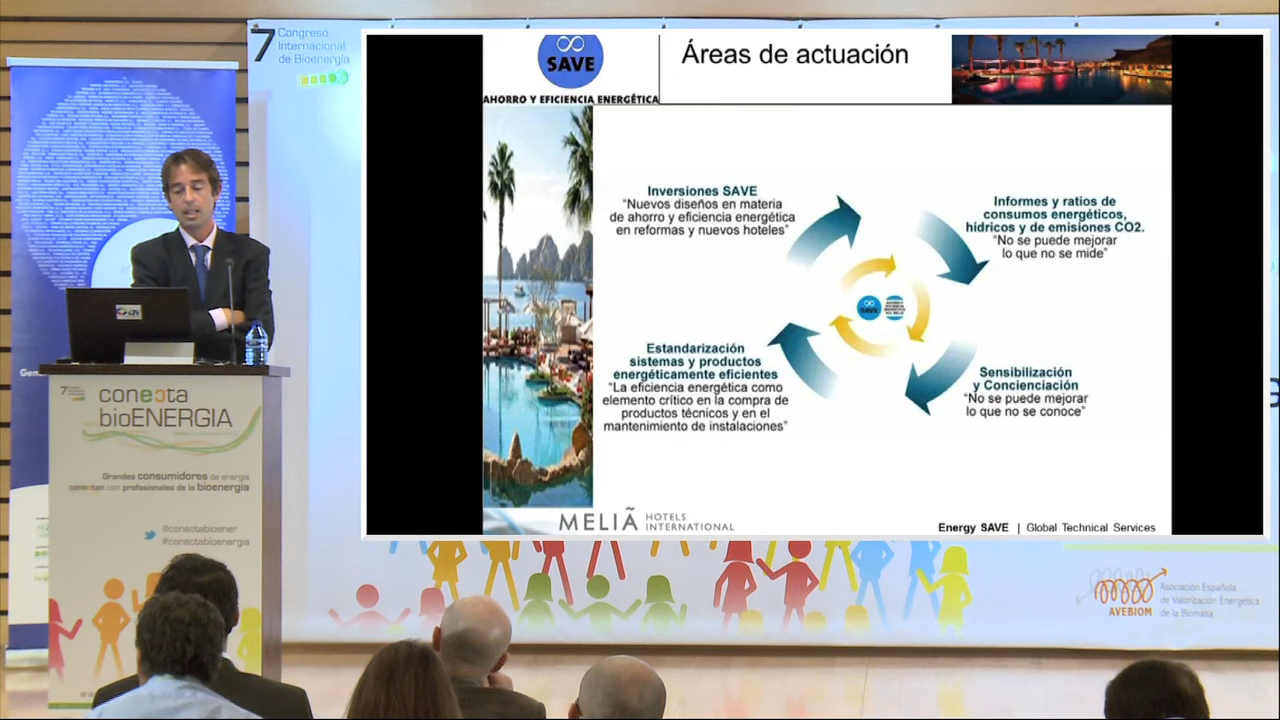 7 Congreso
Internacional
de Bioenergía
SAVE
AHORRO Y EFICIENCIA ENERGÉTICA
Áreas de actuación
Inversiones SAVE
"Nuevos diseños en materia
de ahorro y eficiencia energética
en reformas y nuevos hoteles"
Informes y ratios de
consumos energéticos,
hídricos y de emisiones CO2.
"No se puede mejorar
lo que no se mide"
SAVE
Estandarización
sistemas y productos
energéticamente eficientes
"La eficiencia energética como
elemento crítico en la compra de
productos técnicos y en el
mantenimiento de instalaciones"
Sensibilización
y Concienciación
"No se puede mejorar
lo que no se conoce"
MELIÃ HOTELS
INTERNATIONAL
Energy SAVE | Global Technical Services
conecta
bioENERGIA
Grandes consumidores de energía
conectan con profesionales de la bioenergía
#conectabioener
#conectabioenergia
AVEBIOM
Asociación Española
de Valorización Energética
de la Biomasa